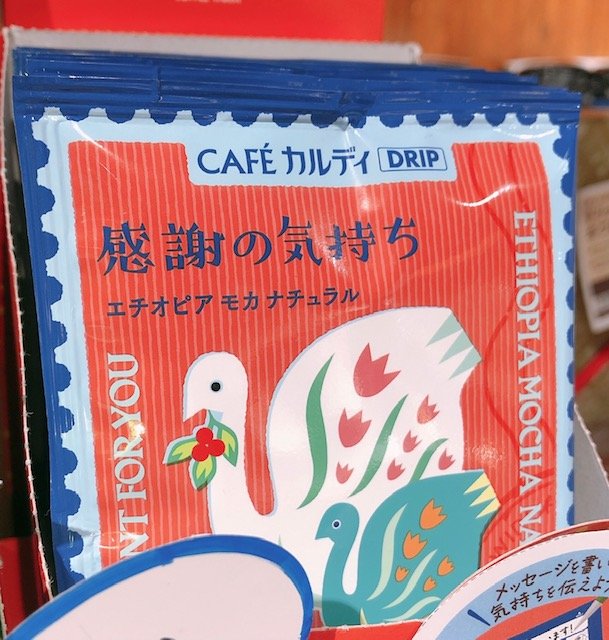 CAFÉ カルディ DRIP
感謝の気持ち
エチオピア モカ ナチュラル
ETHIOPIA MOCHA NA
NT FOR YOU
メッセージを書い
気持ちを伝えよ